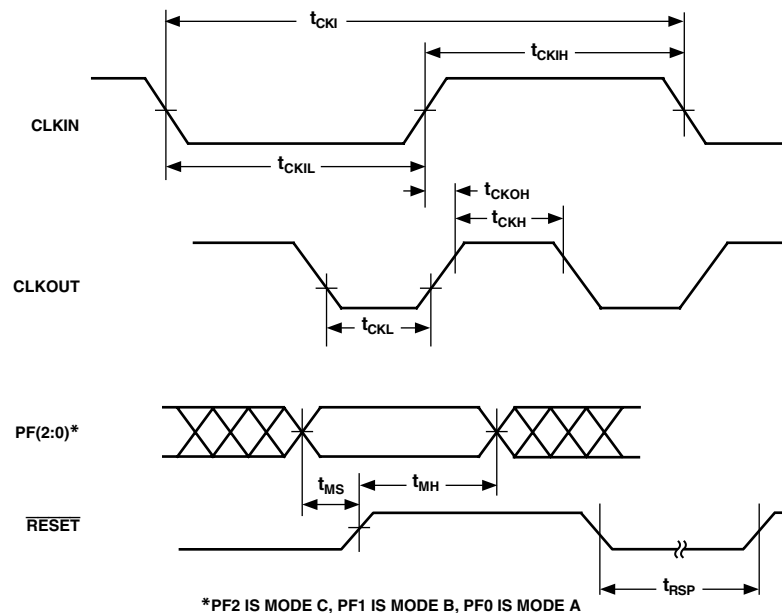 tCKI
tCKIH
CLKIN
tCKIL
tCKOH
tCKH
CLKOUT
tCKL
PF(2:0)*
tMS
tMH
RESET
tRSP
*PF2 IS MODE C, PF1 IS MODE B, PF0 IS MODE A